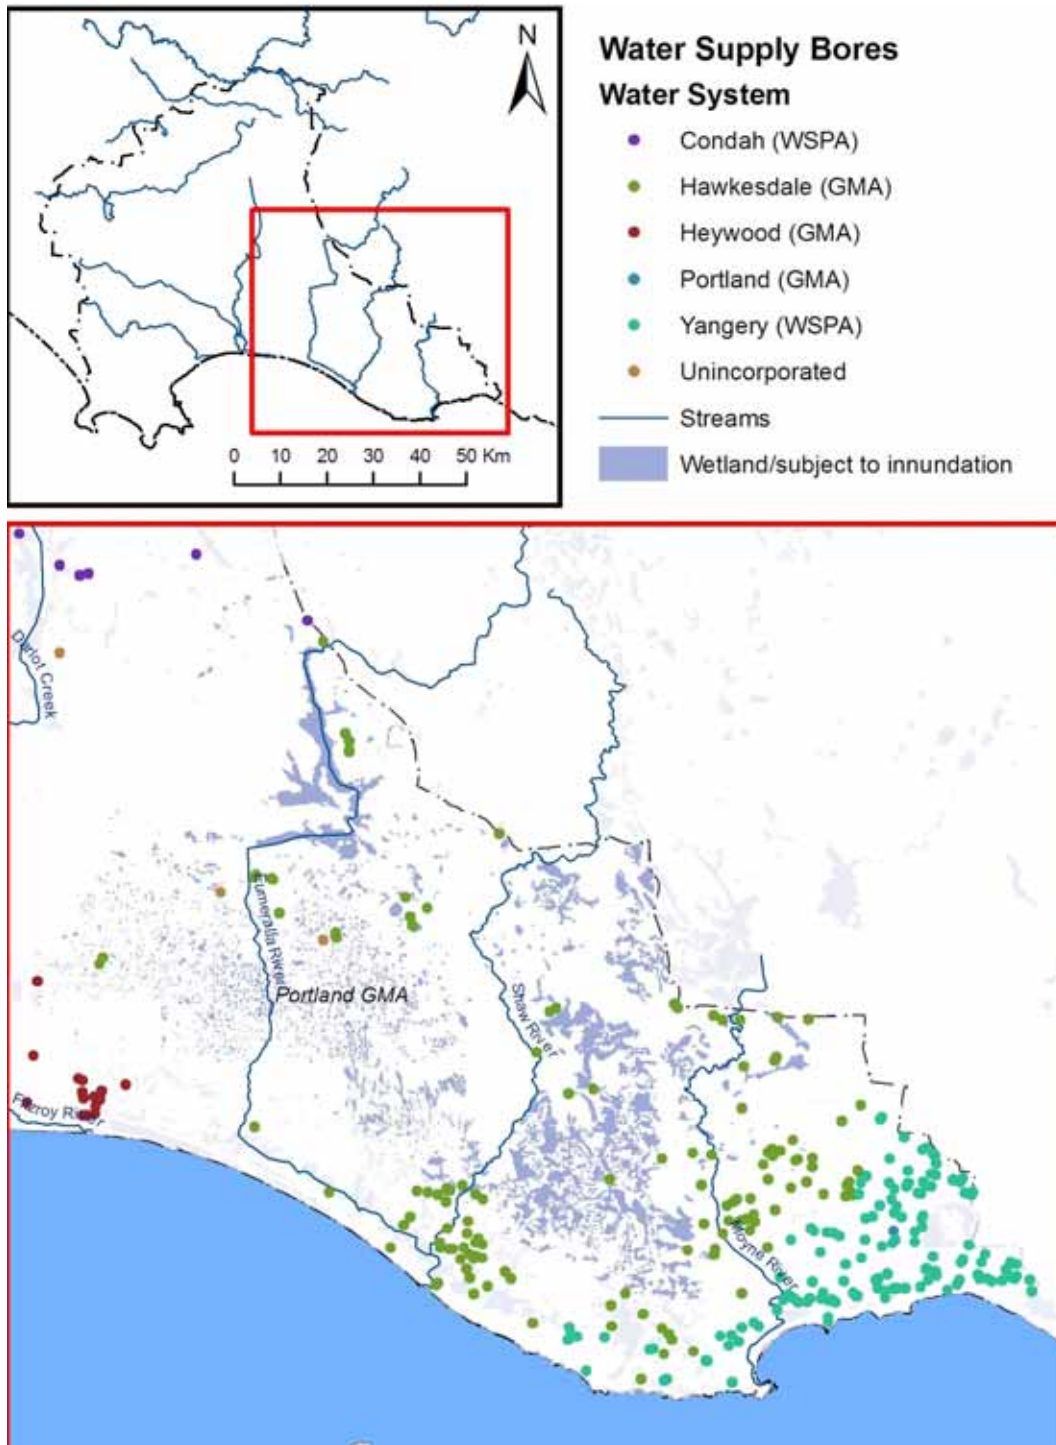 N
0 10 20 30 40 50 Km
Water Supply Bores
Water System
Condah (WSPA)
Hawkesdale (GMA)
Heywood (GMA)
Portland (GMA)
Yangery (WSPA)
Unincorporated
Streams
Wetland/subject to innundation
Darlot Creek
Eumeralla River
Portland GMA
Shaw River
Fitzroy River
Moyne River